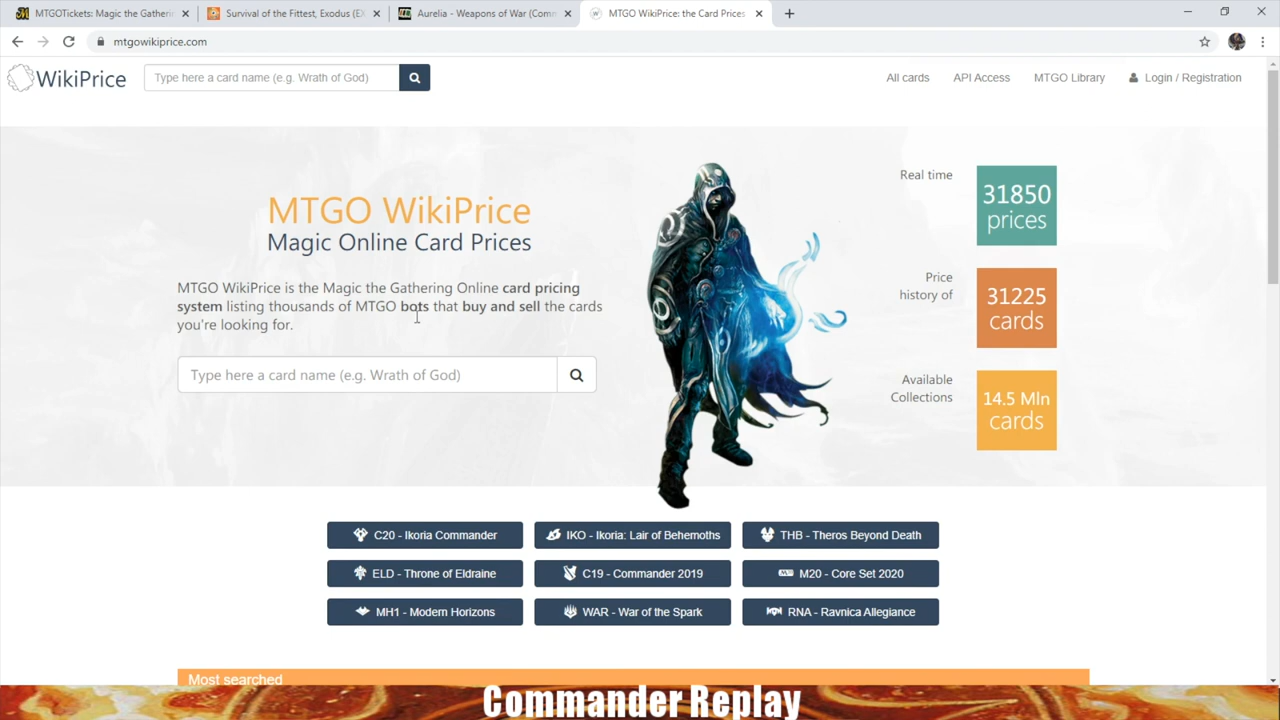 MTGOTickets: Magic the Gatherin
Survival of the Fittest, Exodus (EX
Aurelia - Weapons of War (Comm
MTGO WikiPrice: the Card Prices
mtgowikiprice.com
WikiPrice
Type here a card name (e.g. Wrath of God)
All cards
API Access
MTGO Library
Login / Registration
MTGO WikiPrice
Magic Online Card Prices
MTGO WikiPrice is the Magic the Gathering Online card pricing
system listing thousands of MTGO bots that buy and sell the cards
you're looking for.
Type here a card name (e.g. Wrath of God)
Real time
31850
prices
Price
history of
31225
cards
Available
Collections
14.5 Mln
cards
C20 - Ikoria Commander
IKO - Ikoria: Lair of Behemoths
THB - Theros Beyond Death
ELD - Throne of Eldraine
C19 - Commander 2019
M20 - Core Set 2020
MH1 - Modern Horizons
WAR - War of the Spark
RNA - Ravnica Allegiance
Most searched
Commander Replay